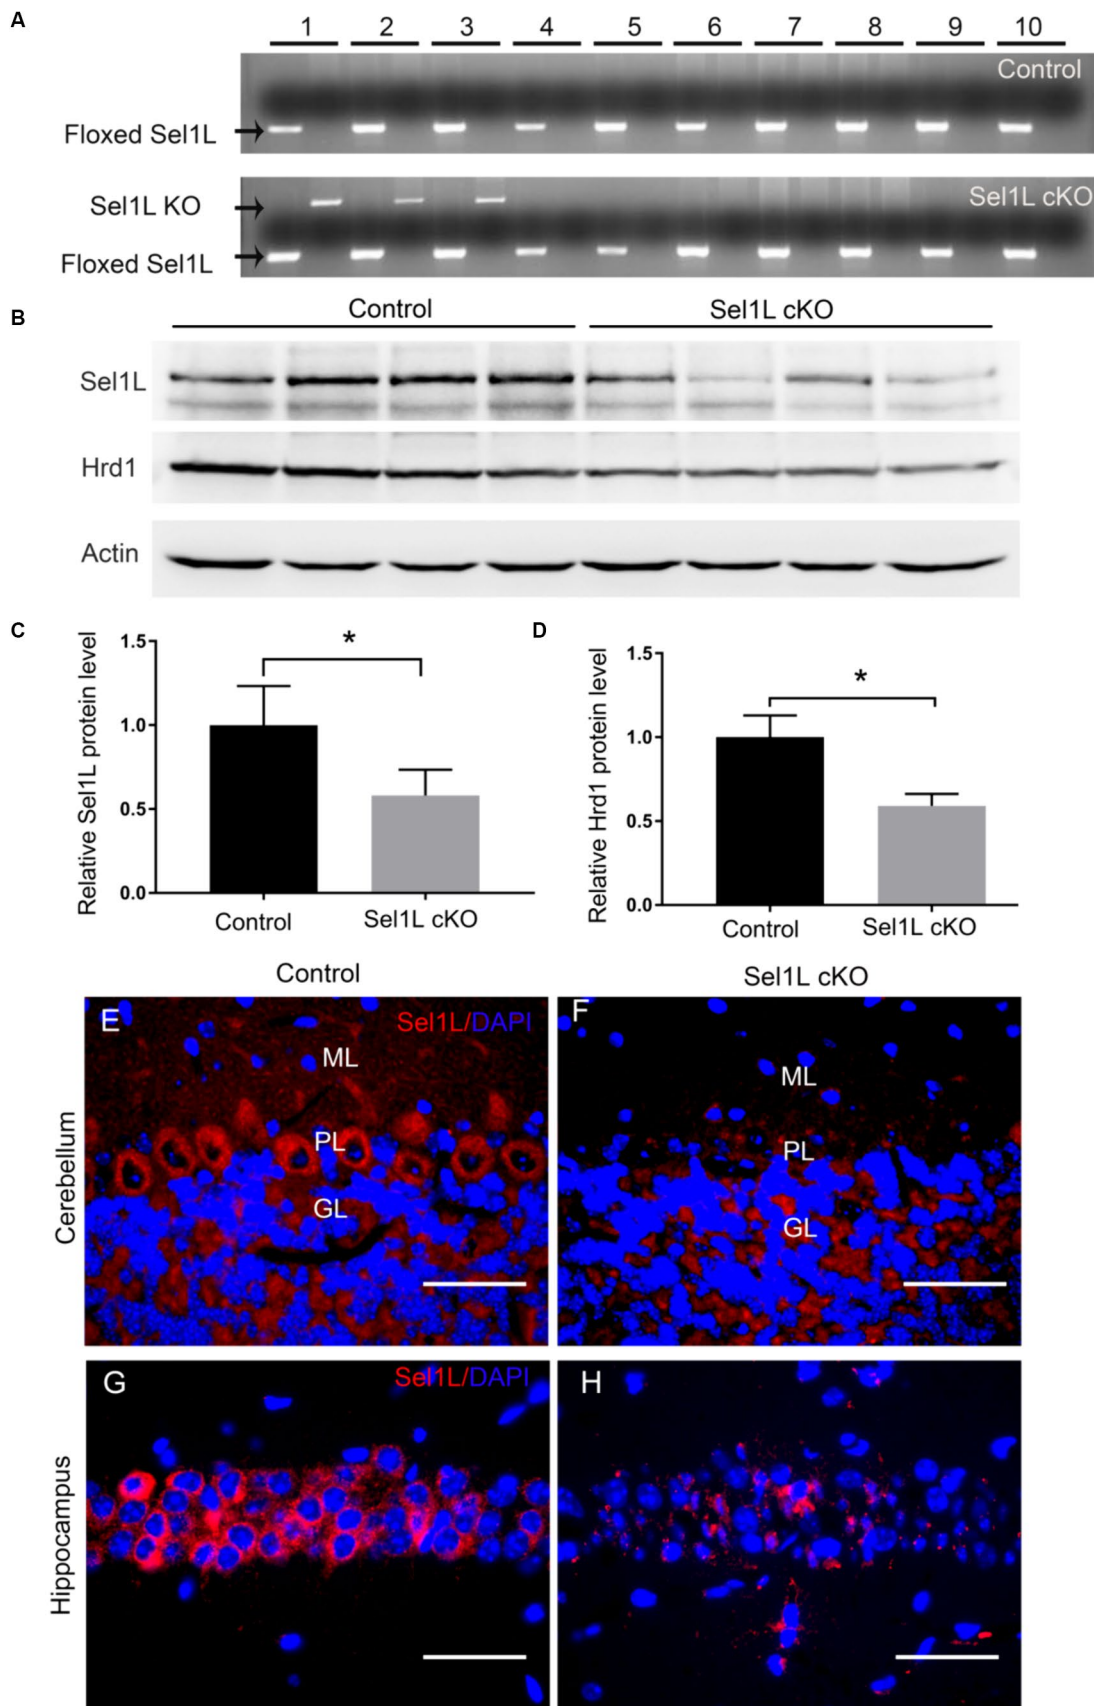 A
1 2 3 4 5 6 7 8 9 10
Control
Floxed Sel1L
Sel1L KO
Sel1L cKO
Floxed Sel1L
B
Control Sel1L cKO
Sel1L
Hrd1
Actin
C
Relative Sel1L protein level
1.5
1.0
0.5
0.0
*
Control Sel1L cKO
D
Relative Hrd1 protein level
1.5
1.0
0.5
0.0
*
Control Sel1L cKO
Control Sel1L cKO
Cerebellum
E
Sel1L/DAPI
ML
PL
GL
F
ML
PL
GL
Hippocampus
G
Sel1L/DAPI
H